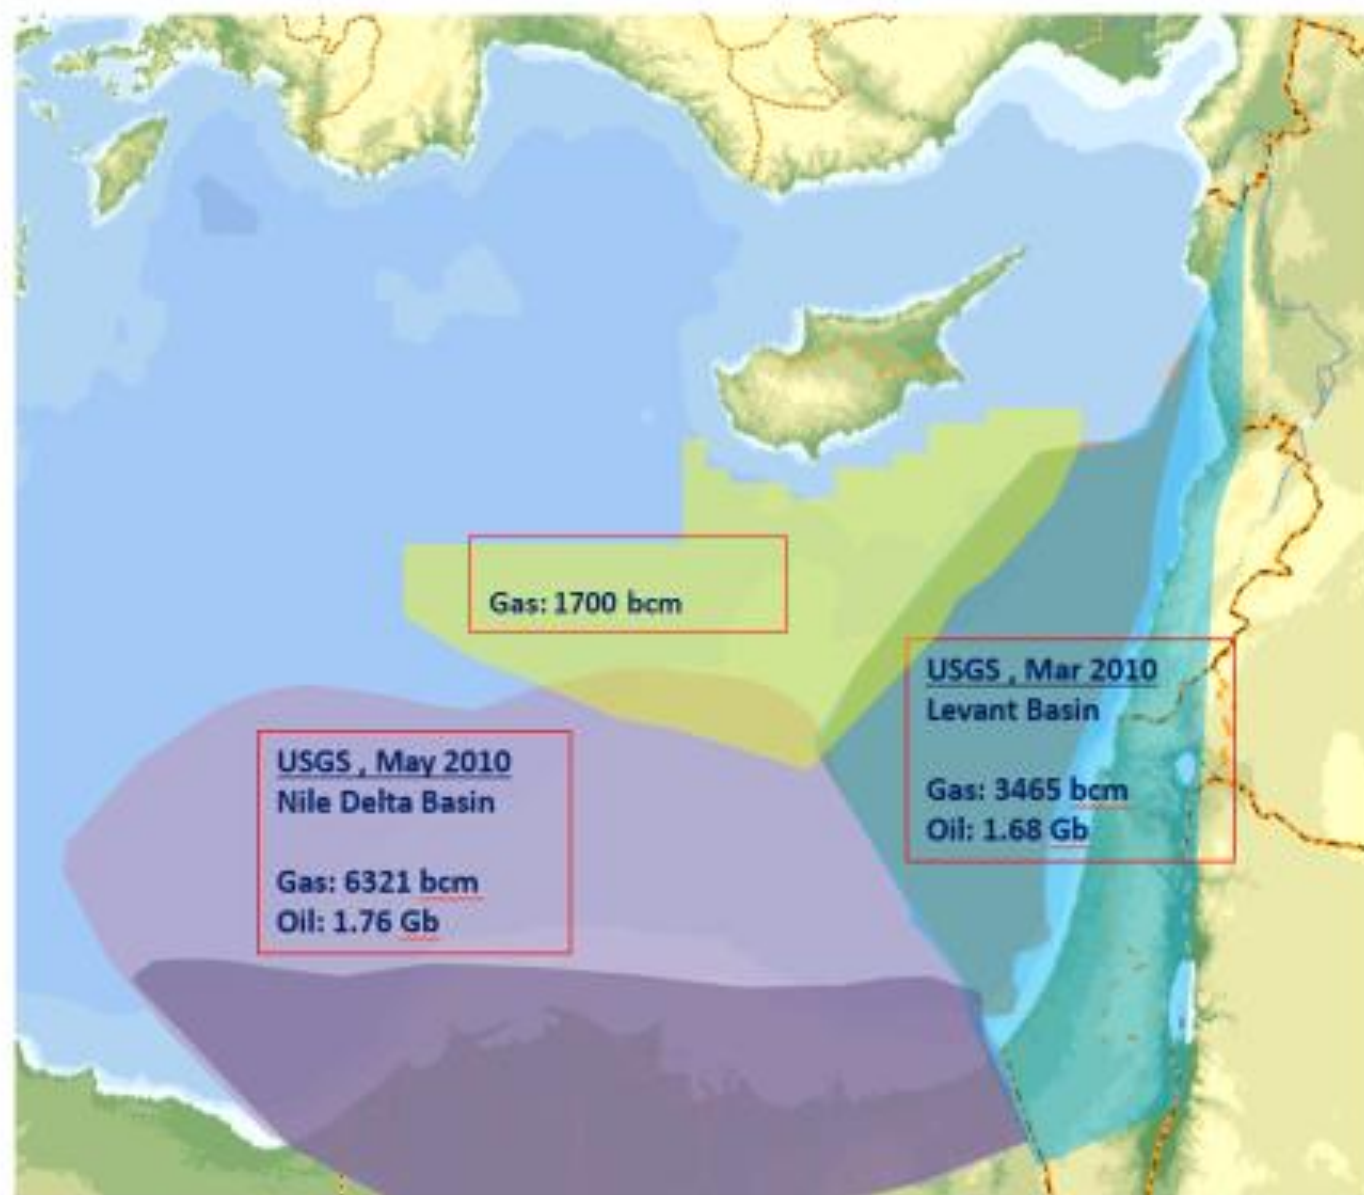 Gas: 1700 bcm
USGS , Mar 2010
Levant Basin
Gas: 3465 bcm
Oil: 1.68 Gb
USGS , May 2010
Nile Delta Basin
Gas: 6321 bcm
Oil: 1.76 Gb